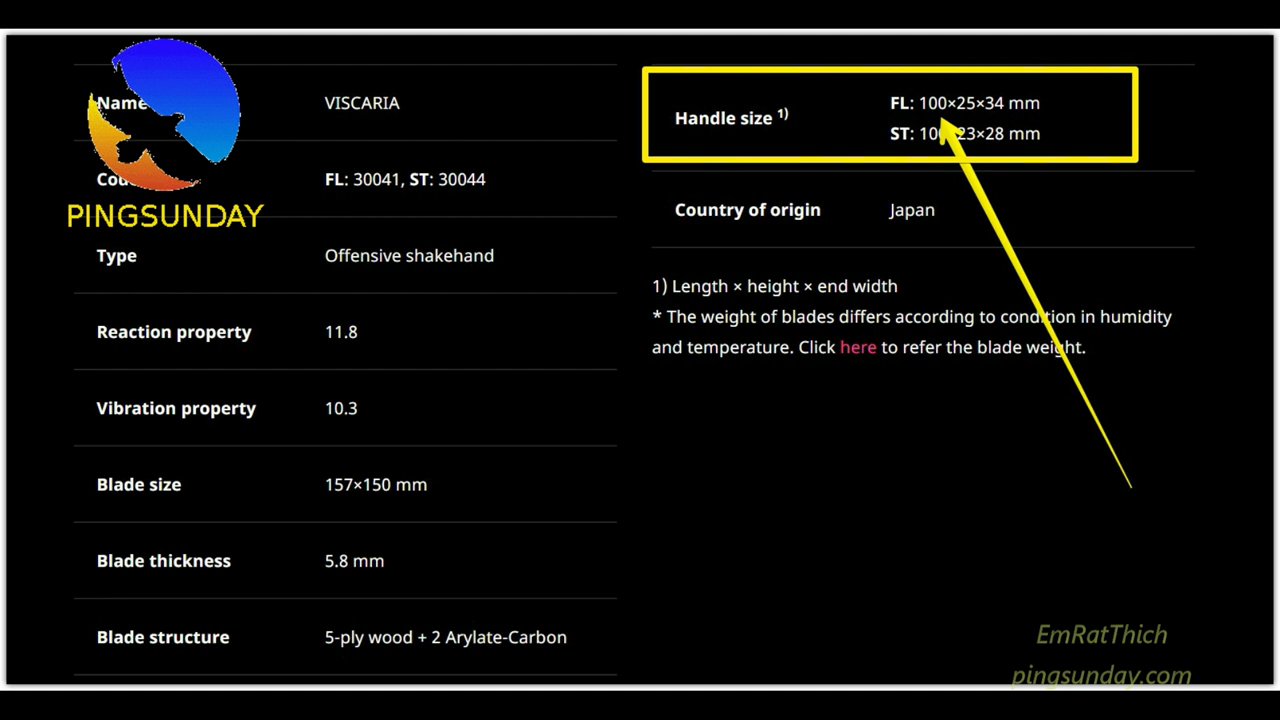 Name VISCARIA
PINGSUNDAY
FL: 30041, ST: 30044
Type Offensive shakehand
Reaction property 11.8
Vibration property 10.3
Blade size 157×150 mm
Blade thickness 5.8 mm
Blade structure 5-ply wood + 2 Arylate-Carbon
Handle size 1) FL: 100×25×34 mm
ST: 23×28 mm
Country of origin Japan
1) Length × height × end width
* The weight of blades differs according to condition in humidity
and temperature. Click here to refer the blade weight.
EmRatThich
pingsunday.com